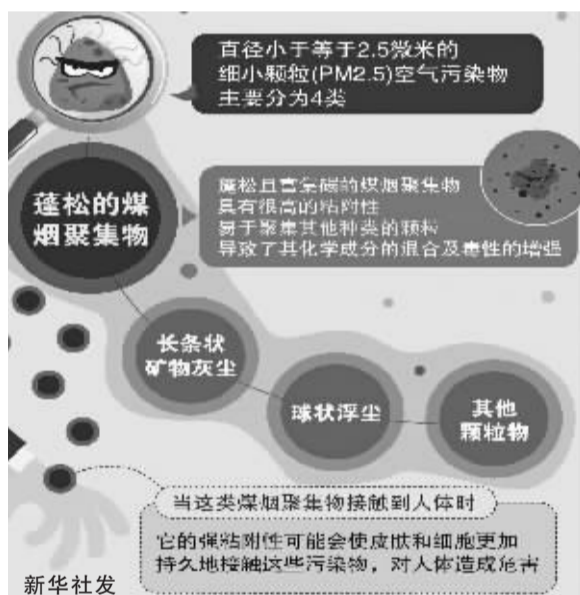 直径小于等于2.5微米的
细小颗粒(PM2.5)空气污染物
主要分为4类
蓬松的煤
烟聚集物
蓬松且富集碳的煤烟聚集物
具有很高的粘附性
易于聚集其他种类的颗粒
导致了其化学成分的混合及毒性的增强
长条状
矿物灰尘
球状浮尘
其他
颗粒物
当这类煤烟聚集物接触到人体时
它的强粘附性可能会使皮肤和细胞更加
持久地接触这些污染物，对人体造成危害
新华社发